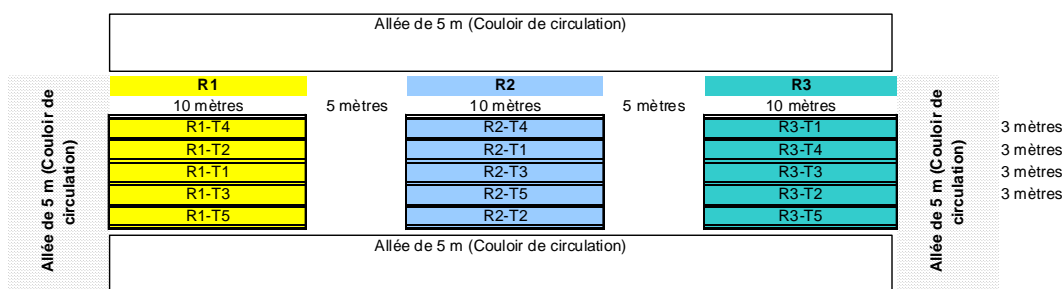 Allée de 5 m (Couloir de circulation)
R1 R2 R3
10 mètres 5 mètres 10 mètres 5 mètres 10 mètres
R1-T4 R2-T4 R3-T1 3 mètres
R1-T2 R2-T1 R3-T4 3 mètres
R1-T1 R2-T3 R3-T3 3 mètres
R1-T3 R2-T5 R3-T2 3 mètres
R1-T5 R2-T2 R3-T5
Allée de 5 m (Couloir de circulation)
Allée de 5 m (Couloir de
circulation)
Allée de 5 m (Couloir de
circulation)